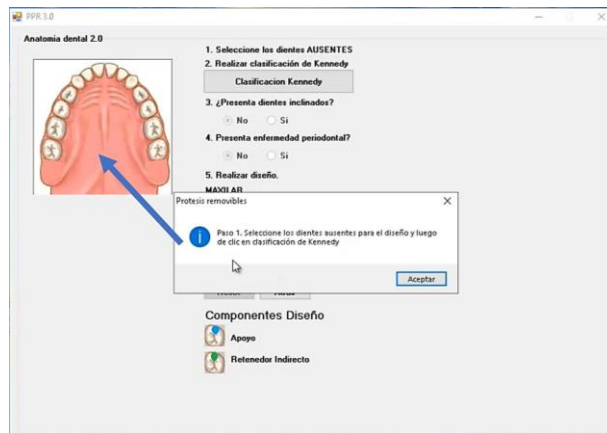 PPR 3.0
Anatomia dental 2.0
1. Seleccione los dientes AUSENTES
2. Realizar clasificación de Kennedy
Clasificacion Kennedy
3. ¿Presenta dientes inclinados?
No
Si
4. Presenta enfermedad periodontal?
No
Si
5. Realizar diseño.
MAXILAR
Protesis removibles
Paso 1. Seleccione los dientes ausentes para el diseño y luego
de clic en clasificación de Kennedy
Aceptar
Componentes Diseño
Apoyo
Retenedor Indirecto